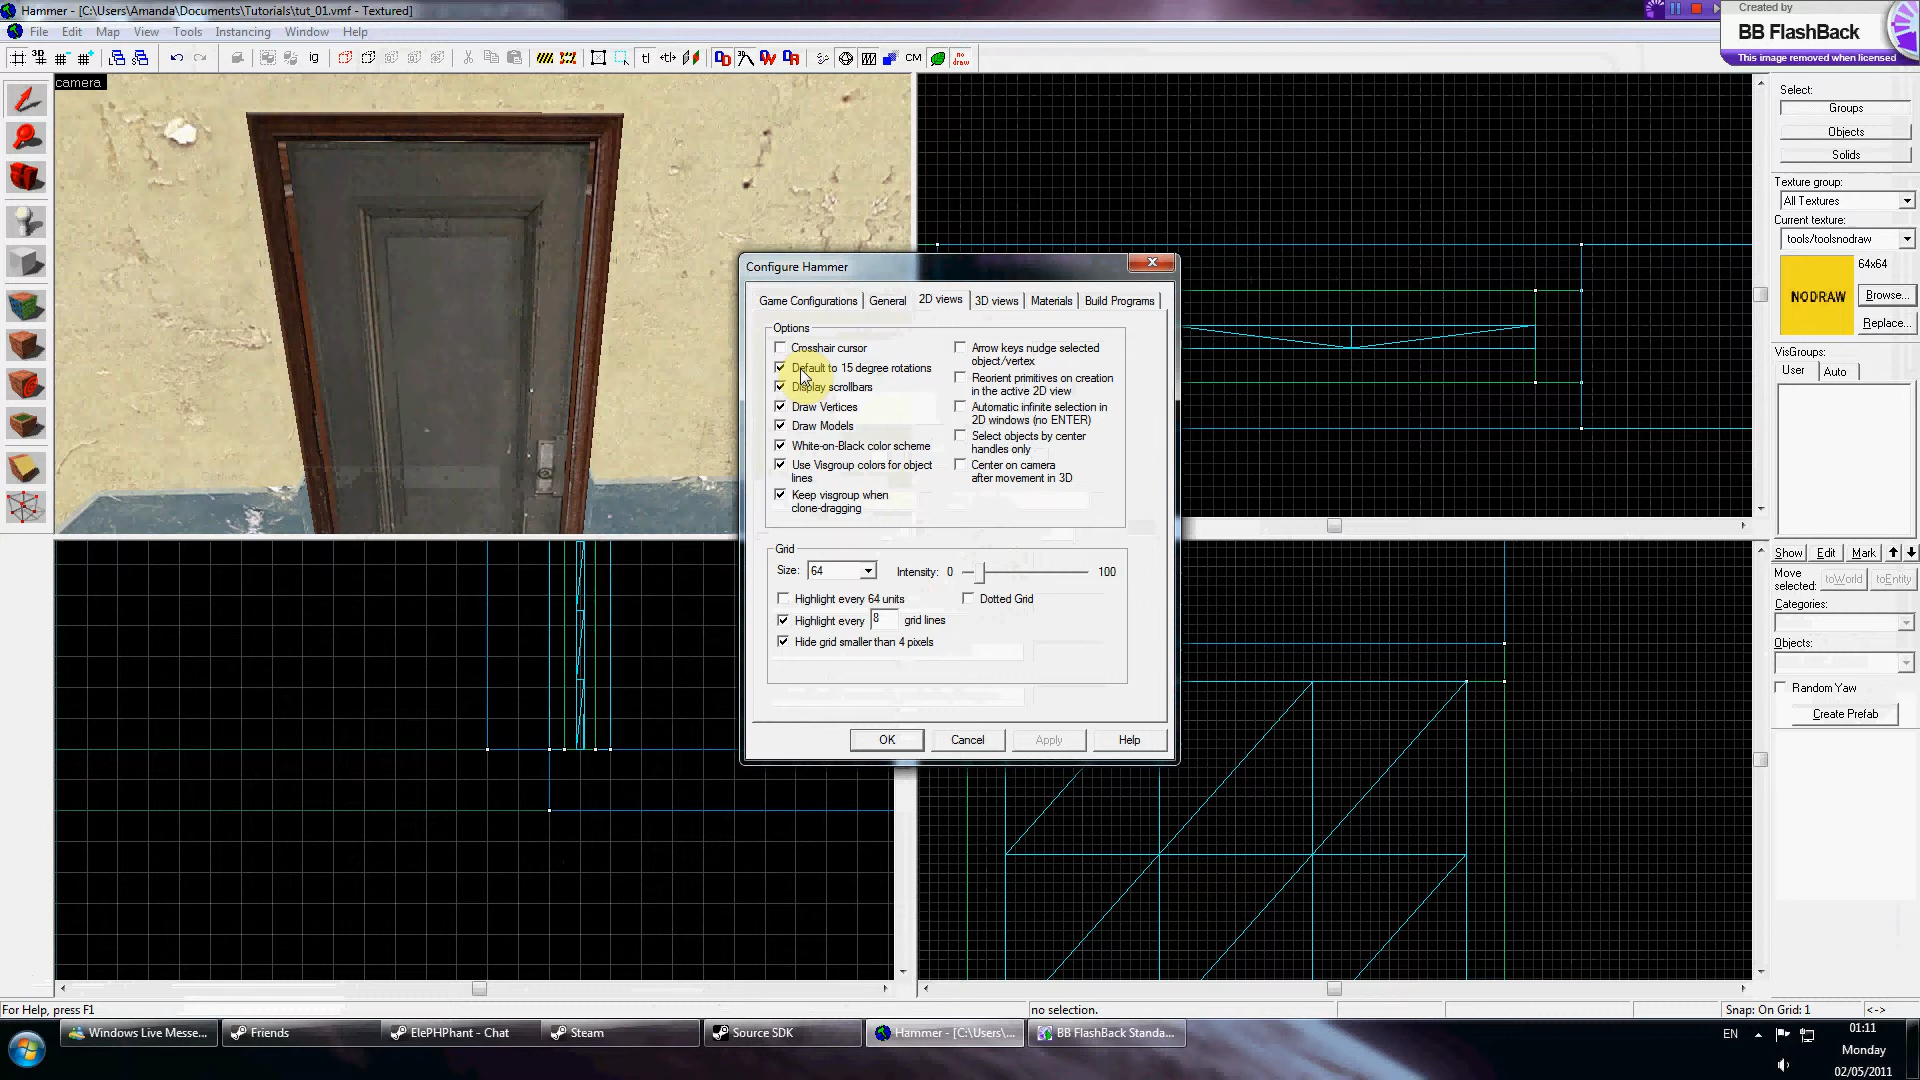 Hammer - [C:\Users\Amanda\Documents\Tutorials\tut_01.vmf - Textured]
Created by
BB FlashBack
This image removed when licensed
File Edit Map View Tools Instancing Window Help
3D
ig
tl
CM
no draw
camera
Select:
Groups
Objects
Solids
Texture group:
All Textures
Current texture:
tools/toolsnodraw
64x64
NODRAW
Browse...
Replace...
VisGroups:
User Auto
Show Edit Mark
Move selected: toWorld toEntity
Categories:
Objects:
Random Yaw
Create Prefab
Configure Hammer
Game Configurations General 2D views 3D views Materials Build Programs
Options
Crosshair cursor
Default to 15 degree rotations
Display scrollbars
Draw Vertices
Draw Models
White-on-Black color scheme
Use Visgroup colors for object
lines
Keep visgroup when
clone-dragging
Arrow keys nudge selected
object/vertex
Reorient primitives on creation
in the active 2D view
Automatic infinite selection in
2D windows (no ENTER)
Select objects by center
handles only
Center on camera
after movement in 3D
Grid
Size: 64 Intensity: 0 100
Highlight every 64 units Dotted Grid
Highlight every 8 grid lines
Hide grid smaller than 4 pixels
OK Cancel Apply Help
For Help, press F1
no selection.
Snap: On Grid: 1
<->
Windows Live Messe...
Friends
ElePHPhant - Chat
Steam
Source SDK
Hammer - [C:\Users\...
BB FlashBack Standa...
EN
01:11
Monday
02/05/2011